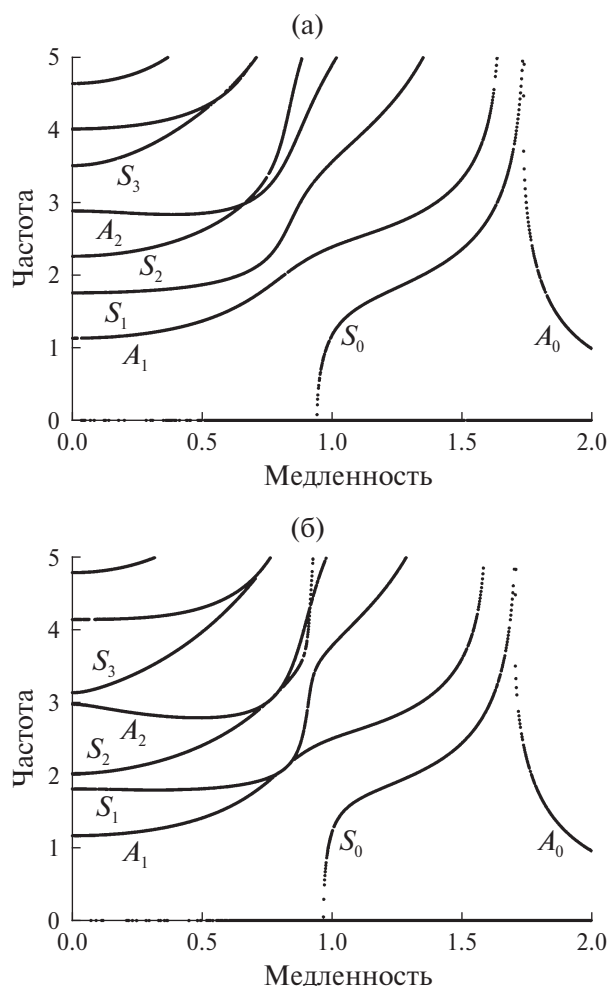 (а)
5
4
3
2
1
0
Частота
S3
A2
S2
S1
A1
S0
A0
0.0 0.5 1.0 1.5 2.0
Медленность
(б)
5
4
3
2
1
0
Частота
S3
A2
S2
S1
A1
S0
A0
0.0 0.5 1.0 1.5 2.0
Медленность